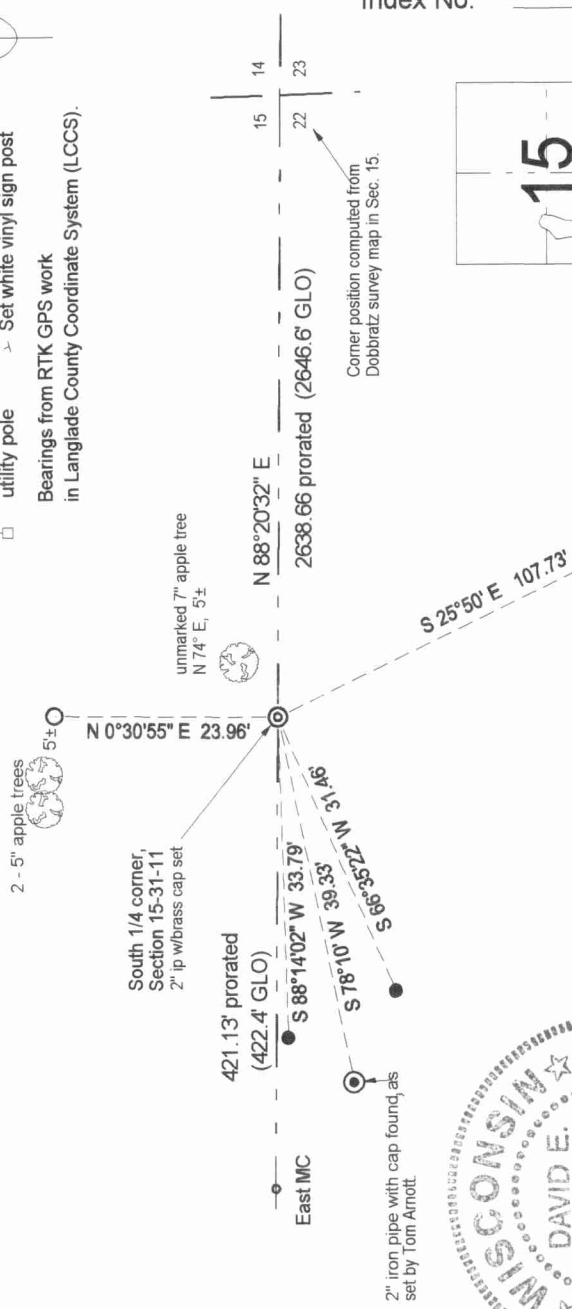 Index No.
utility pole
Set white vinyl sign post
Bearings from RTK GPS work
in Langlade County Coordinate System (LCCS).
2 - 5" apple trees
5'±
N 0°30'55" E 23.96'
unmarked 7" apple tree
N 74° E, 5'±
South 1/4 corner,
Section 15-31-11
2" ip w/brass cap set
N 88°20'32" E
2638.66 prorated (2646.6' GLO)
15
14
22
23
Corner position computed from
Dobbratz survey map in Sec. 15.
421.13' prorated
(422.4' GLO)
East MC
S 88°14'02" W 33.79'
S 78°10' W 39.33'
S 66°35'22" W 31.46'
S 25°50' E 107.73'
2" iron pipe with cap found, as
set by Tom Arnott.
15
WISCONSIN
DAVID E.